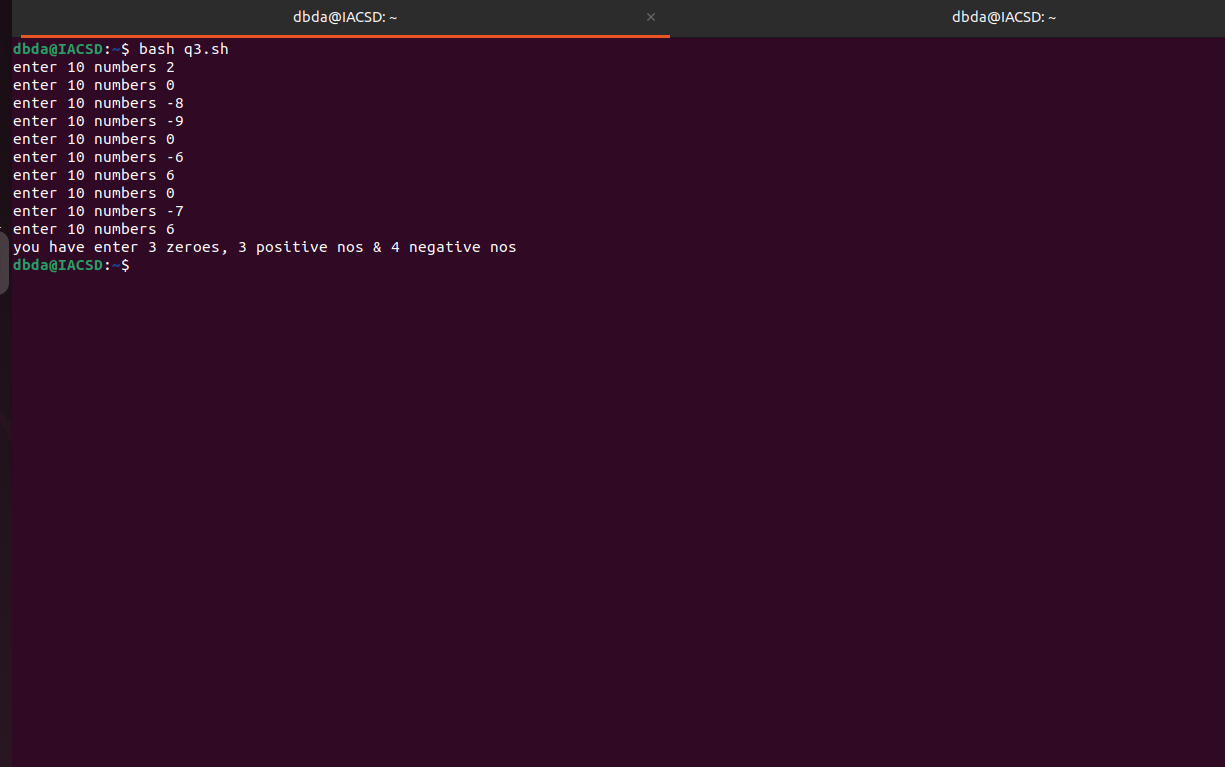 dbda@IACSD: ~ × dbda@IACSD: ~
dbda@IACSD:~$ bash q3.sh
enter 10 numbers 2
enter 10 numbers 0
enter 10 numbers -8
enter 10 numbers -9
enter 10 numbers 0
enter 10 numbers -6
enter 10 numbers 6
enter 10 numbers 0
enter 10 numbers -7
enter 10 numbers 6
you have enter 3 zeroes, 3 positive nos & 4 negative nos
dbda@IACSD:~$